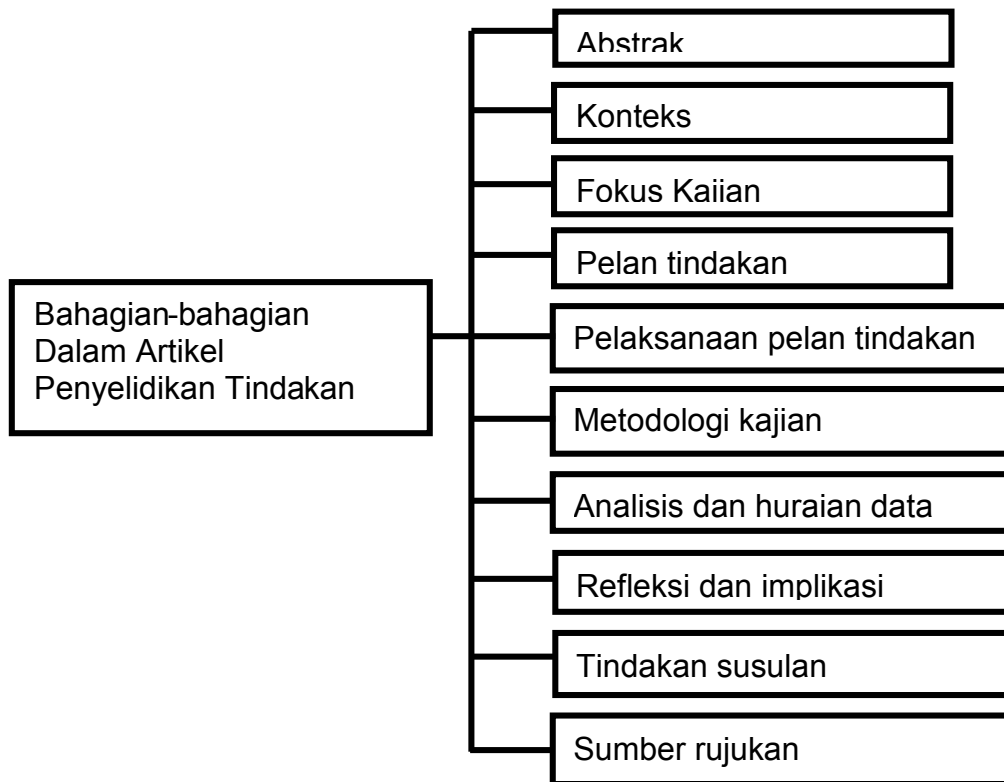 Bahagian-bahagian
Dalam Artikel
Penyelidikan Tindakan
Abstrak
Konteks
Fokus Kajian
Pelan tindakan
Pelaksanaan pelan tindakan
Metodologi kajian
Analisis dan huraian data
Refleksi dan implikasi
Tindakan susulan
Sumber rujukan